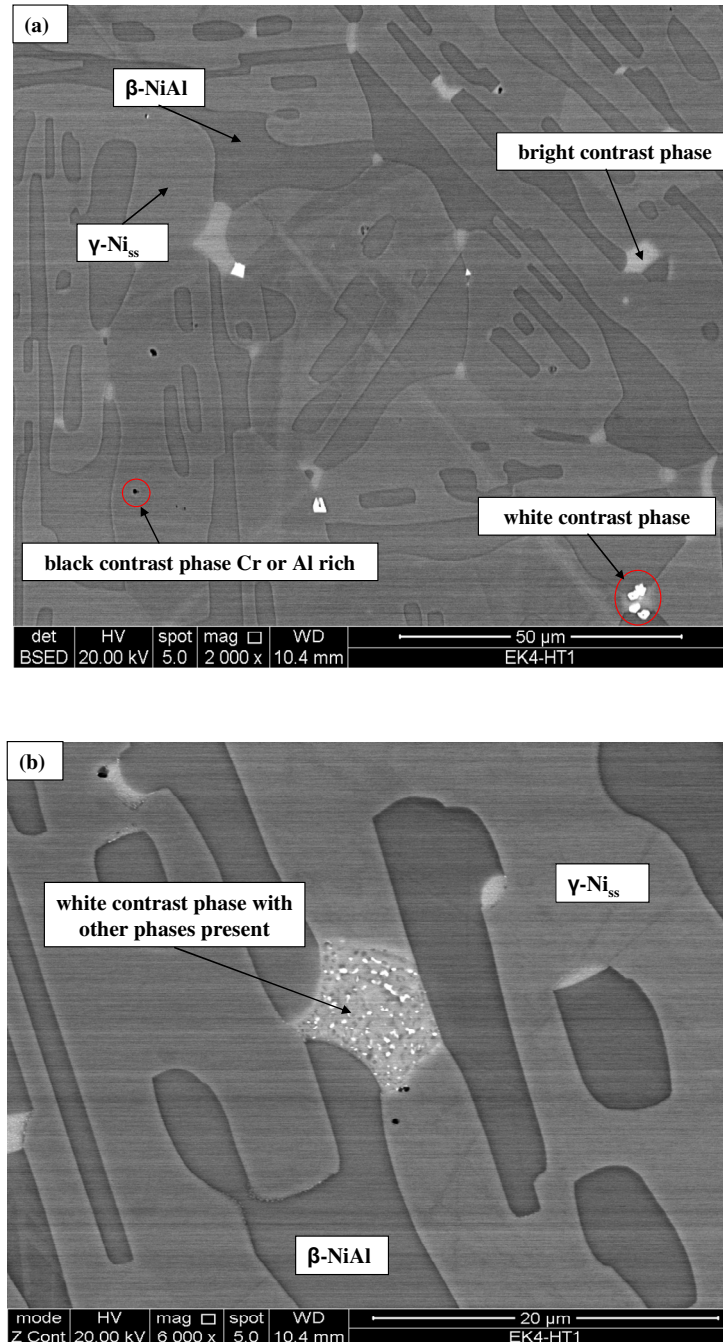 (a)
β-NiAl
bright contrast phase
γ-Niss
white contrast phase
black contrast phase Cr or Al rich
det HV spot mag □ WD 50 µm
BSED 20.00 kV 5.0 2 000 x 10.4 mm EK4-HT1
(b)
γ-Niss
white contrast phase with
other phases present
β-NiAl
mode HV mag □ spot WD 20 µm
Z Cont 20.00 kV 6 000 x 5.0 10.4 mm EK4-HT1